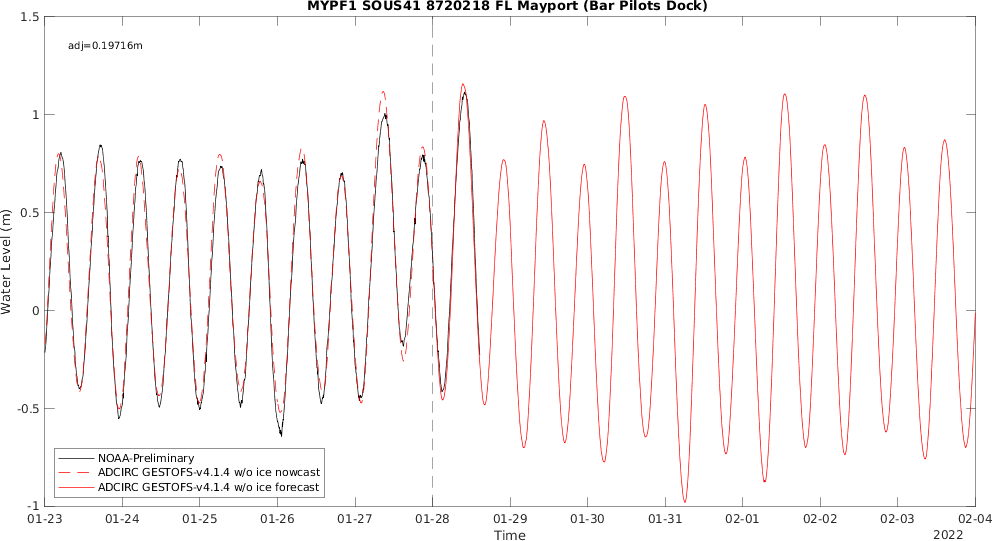 MYPF1 SOUS41 8720218 FL Mayport (Bar Pilots Dock)
adj=0.19716m
Water Level (m)
1.5
1
0.5
0
-0.5
-1
NOAA-Preliminary
ADCIRC GESTOFS-v4.1.4 w/o ice nowcast
ADCIRC GESTOFS-v4.1.4 w/o ice forecast
01-23 01-24 01-25 01-26 01-27 01-28 01-29 01-30 01-31 02-01 02-02 02-03 02-04
Time
2022